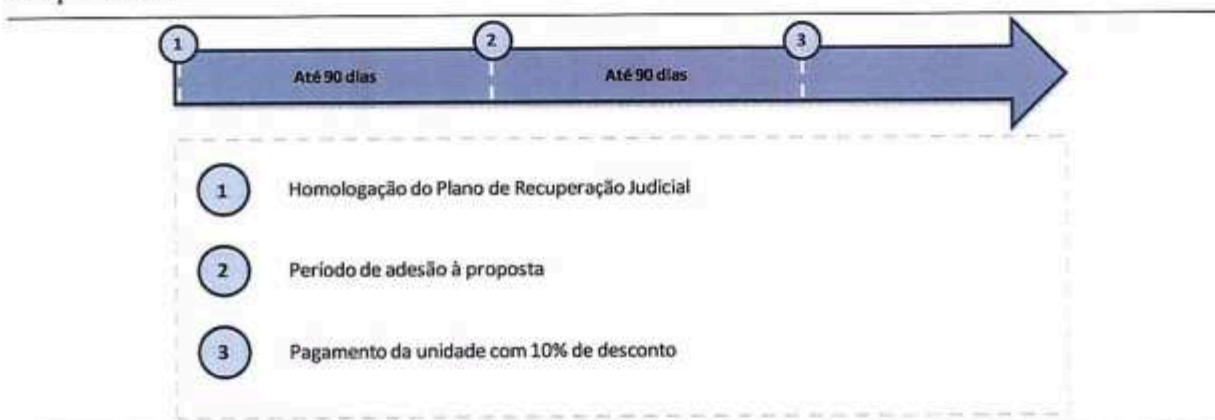 1
2
3
Até 90 dias
Até 90 dias
1
Homologação do Plano de Recuperação Judicial
2
Período de adesão à proposta
3
Pagamento da unidade com 10% de desconto